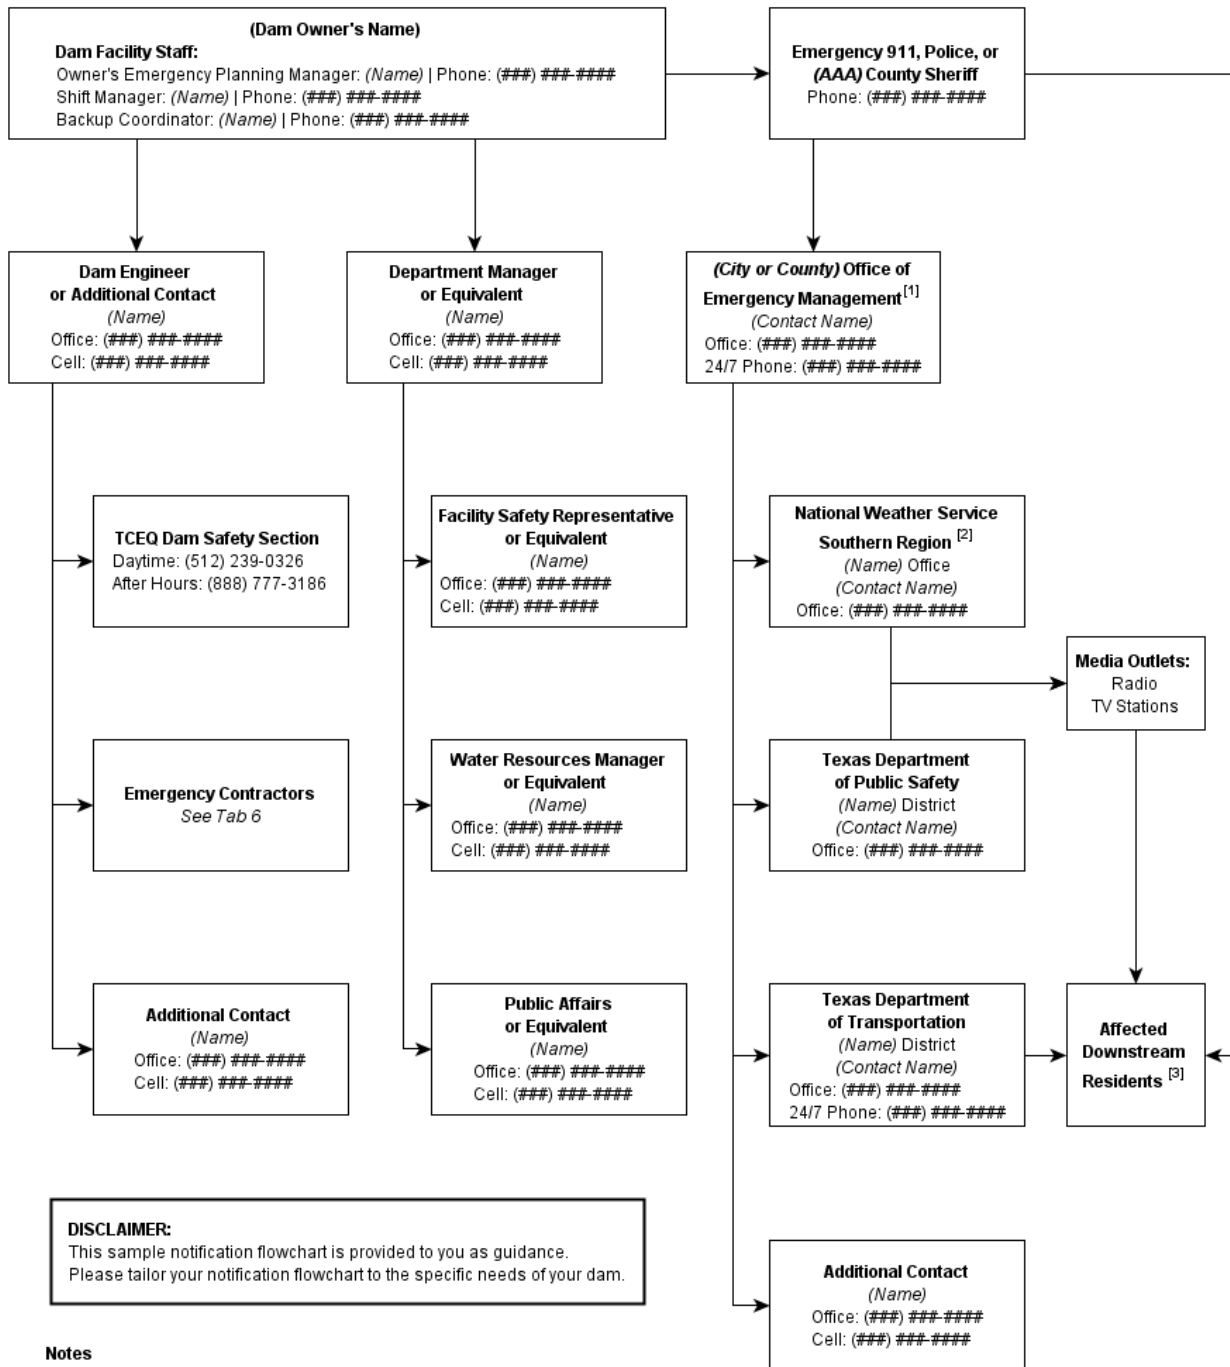 (Dam Owner's Name)
Dam Facility Staff:
Owner's Emergency Planning Manager: (Name) | Phone: (###) ###-####
Shift Manager: (Name) | Phone: (###) ###-####
Backup Coordinator: (Name) | Phone: (###) ###-####
Emergency 911, Police, or
(AAA) County Sheriff
Phone: (###) ###-####
Dam Engineer
or Additional Contact
(Name)
Office: (###) ###-####
Cell: (###) ###-####
Department Manager
or Equivalent
(Name)
Office: (###) ###-####
Cell: (###) ###-####
(City or County) Office of
Emergency Management [1]
(Contact Name)
Office: (###) ###-####
24/7 Phone: (###) ###-####
TCEQ Dam Safety Section
Daytime: (512) 239-0326
After Hours: (888) 777-3186
Facility Safety Representative
or Equivalent
(Name)
Office: (###) ###-####
Cell: (###) ###-####
National Weather Service
Southern Region [2]
(Name) Office
(Contact Name)
Office: (###) ###-####
Media Outlets:
Radio
TV Stations
Emergency Contractors
See Tab 6
Water Resources Manager
or Equivalent
(Name)
Office: (###) ###-####
Cell: (###) ###-####
Texas Department
of Public Safety
(Name) District
(Contact Name)
Office: (###) ###-####
Additional Contact
(Name)
Office: (###) ###-####
Cell: (###) ###-####
Public Affairs
or Equivalent
(Name)
Office: (###) ###-####
Cell: (###) ###-####
Texas Department
of Transportation
(Name) District
(Contact Name)
Office: (###) ###-####
24/7 Phone: (###) ###-####
Affected
Downstream
Residents [3]
DISCLAIMER:
This sample notification flowchart is provided to you as guidance.
Please tailor your notification flowchart to the specific needs of your dam.
Additional Contact
(Name)
Office: (###) ###-####
Cell: (###) ###-####
Notes